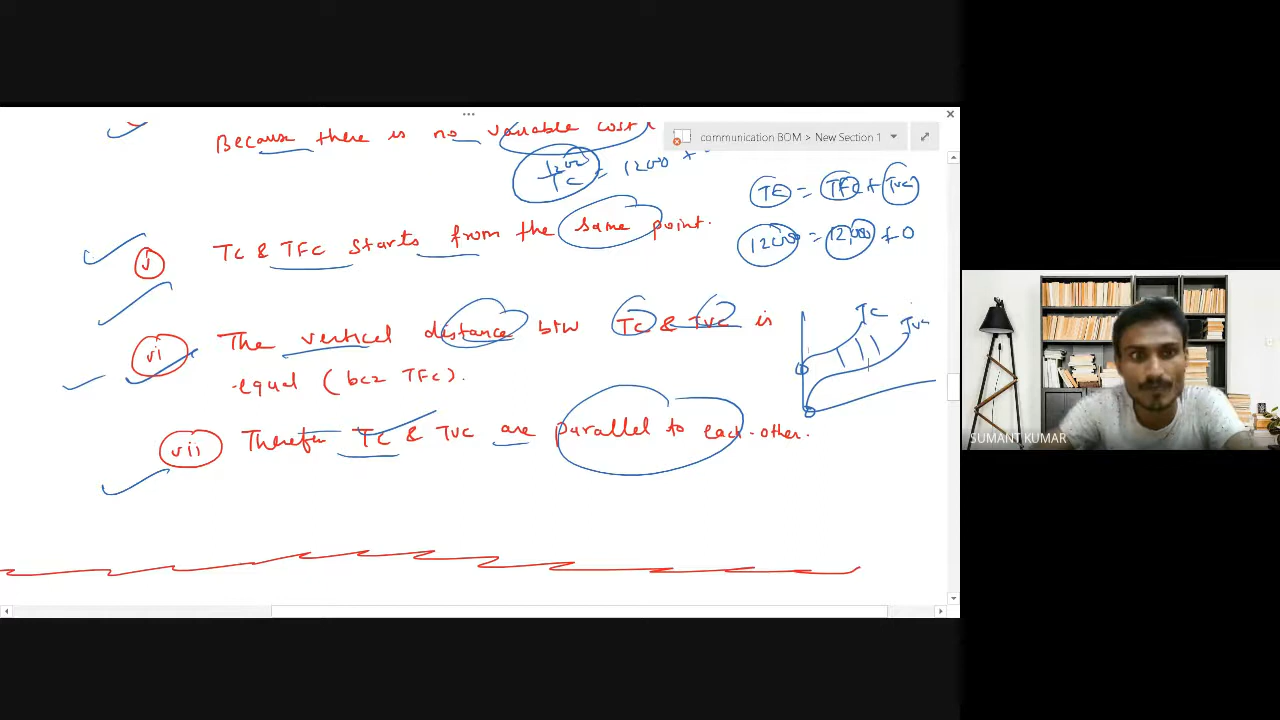 Because there is no variable cost
communication BOM > New Section 1
TC = 1200 +
TC = TFC + TVC
1200 = 12,00 + 0
v TC & TFC starts from the same point.
vi The vertical distance btw TC & TVC is
equal (bcz TFC).
TC
TVC
vii Therefore TC & TVC are parallel to each-other.
SUMANT KUMAR